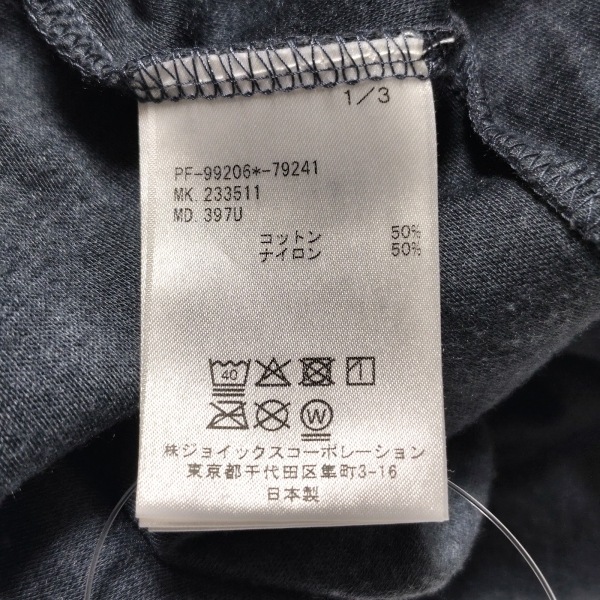 1/3
PF-99206*-79241
MK. 233511
MD. 397U
コットン 50%
ナイロン 50%
40
W
株ジョイックスコーポレーション
東京都千代田区隼町3-16
日本製